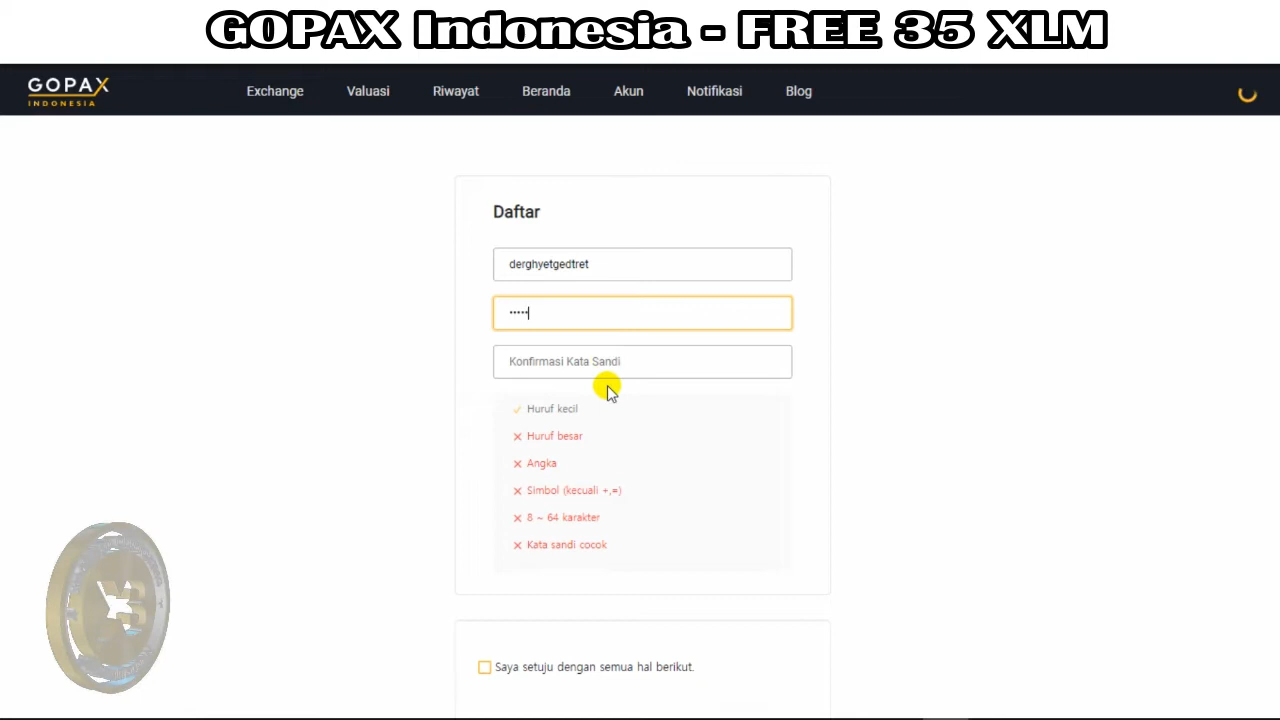 GOPAX Indonesia - FREE 35 XLM
GOPAX
INDONESIA
Exchange Valuasi Riwayat Beranda Akun Notifikasi Blog
Daftar
derghyetgedtret
•••••
Konfirmasi Kata Sandi
Huruf kecil
Huruf besar
Angka
Simbol (kecuali +,=)
8 ~ 64 karakter
Kata sandi cocok
Saya setuju dengan semua hal berikut.